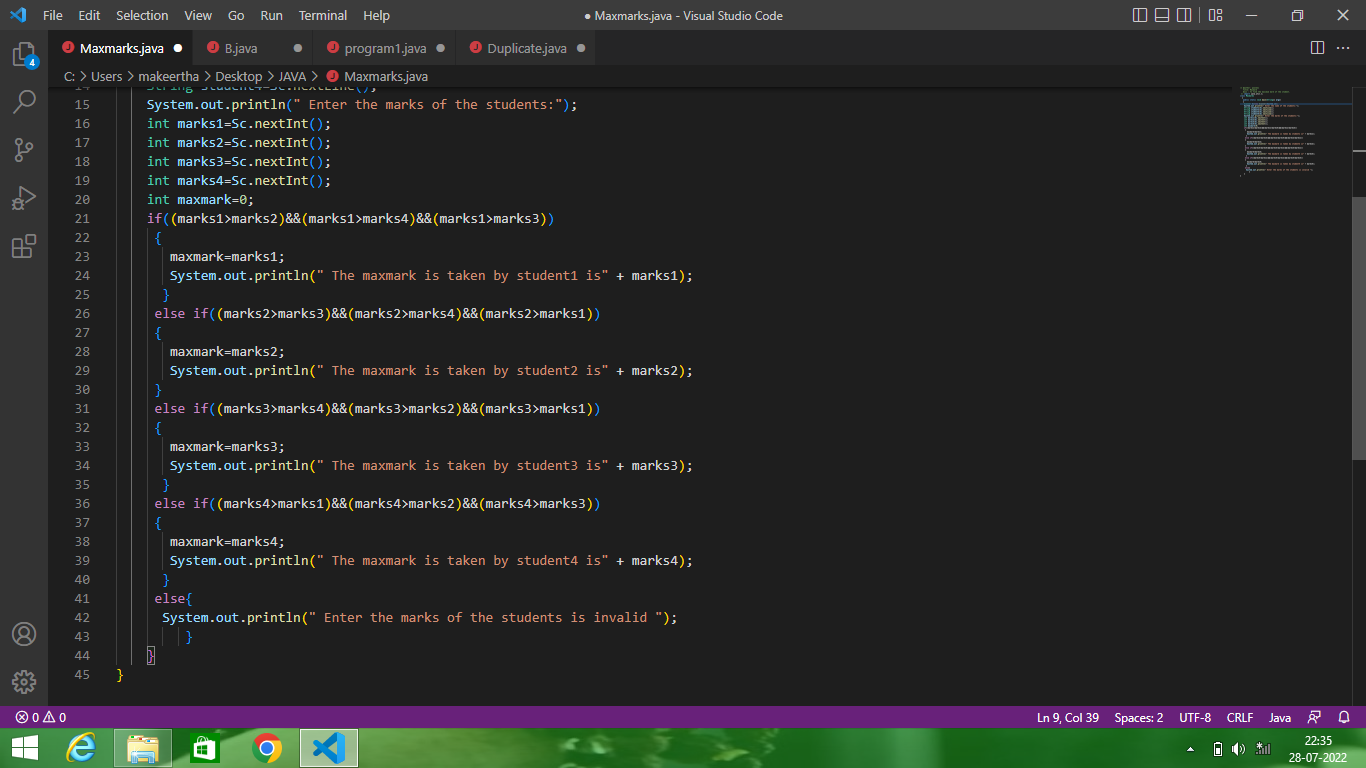 File Edit Selection View Go Run Terminal Help ● Maxmarks.java - Visual Studio Code
Maxmarks.java ● B.java ● program1.java ● Duplicate.java ●
C: > Users > makeertha > Desktop > JAVA > Maxmarks.java
14 String student4=Sc.nextLine();
15 System.out.println(" Enter the marks of the students:");
16 int marks1=Sc.nextInt();
17 int marks2=Sc.nextInt();
18 int marks3=Sc.nextInt();
19 int marks4=Sc.nextInt();
20 int maxmark=0;
21 if((marks1>marks2)&&(marks1>marks4)&&(marks1>marks3))
22 {
23 maxmark=marks1;
24 System.out.println(" The maxmark is taken by student1 is" + marks1);
25 }
26 else if((marks2>marks3)&&(marks2>marks4)&&(marks2>marks1))
27 {
28 maxmark=marks2;
29 System.out.println(" The maxmark is taken by student2 is" + marks2);
30 }
31 else if((marks3>marks4)&&(marks3>marks2)&&(marks3>marks1))
32 {
33 maxmark=marks3;
34 System.out.println(" The maxmark is taken by student3 is" + marks3);
35 }
36 else if((marks4>marks1)&&(marks4>marks2)&&(marks4>marks3))
37 {
38 maxmark=marks4;
39 System.out.println(" The maxmark is taken by student4 is" + marks4);
40 }
41 else{
42 System.out.println(" Enter the marks of the students is invalid ");
43 }
44 }
45 }
4
0 0 Ln 9, Col 39 Spaces: 2 UTF-8 CRLF Java
22:35
28-07-2022